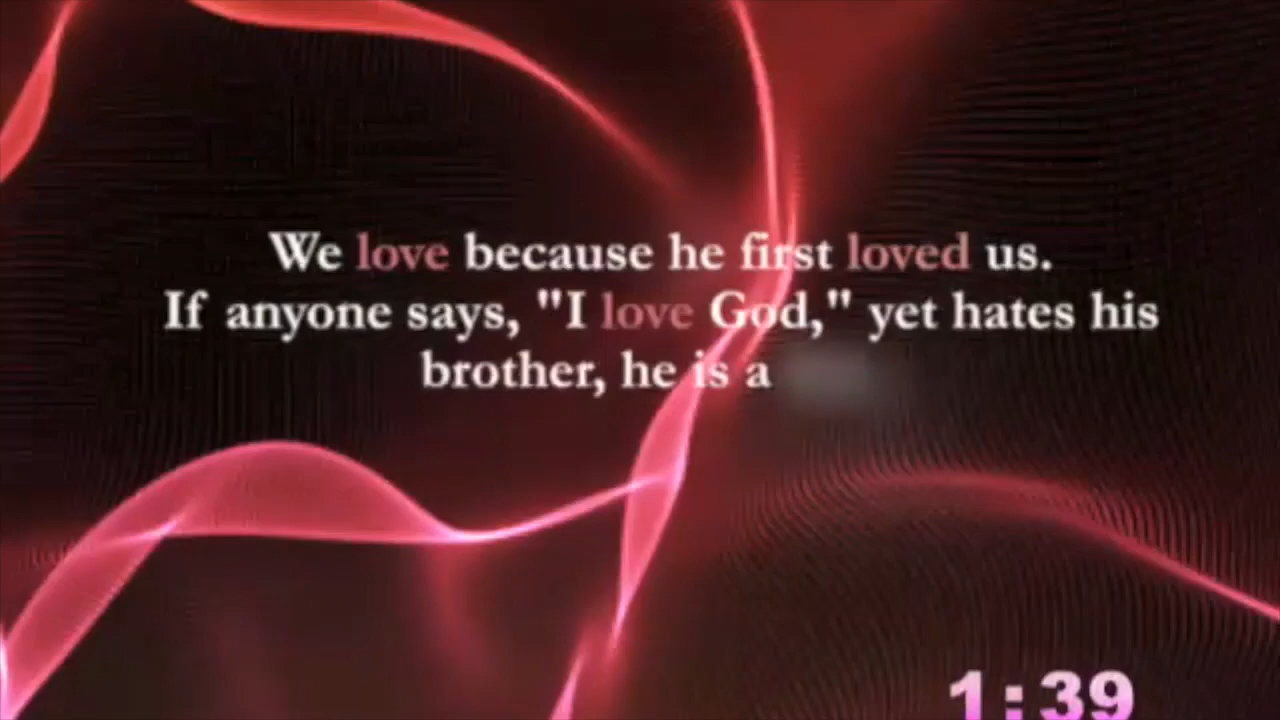 We love because he first loved us.
If anyone says, "I love God," yet hates his
brother, he is a
1:39